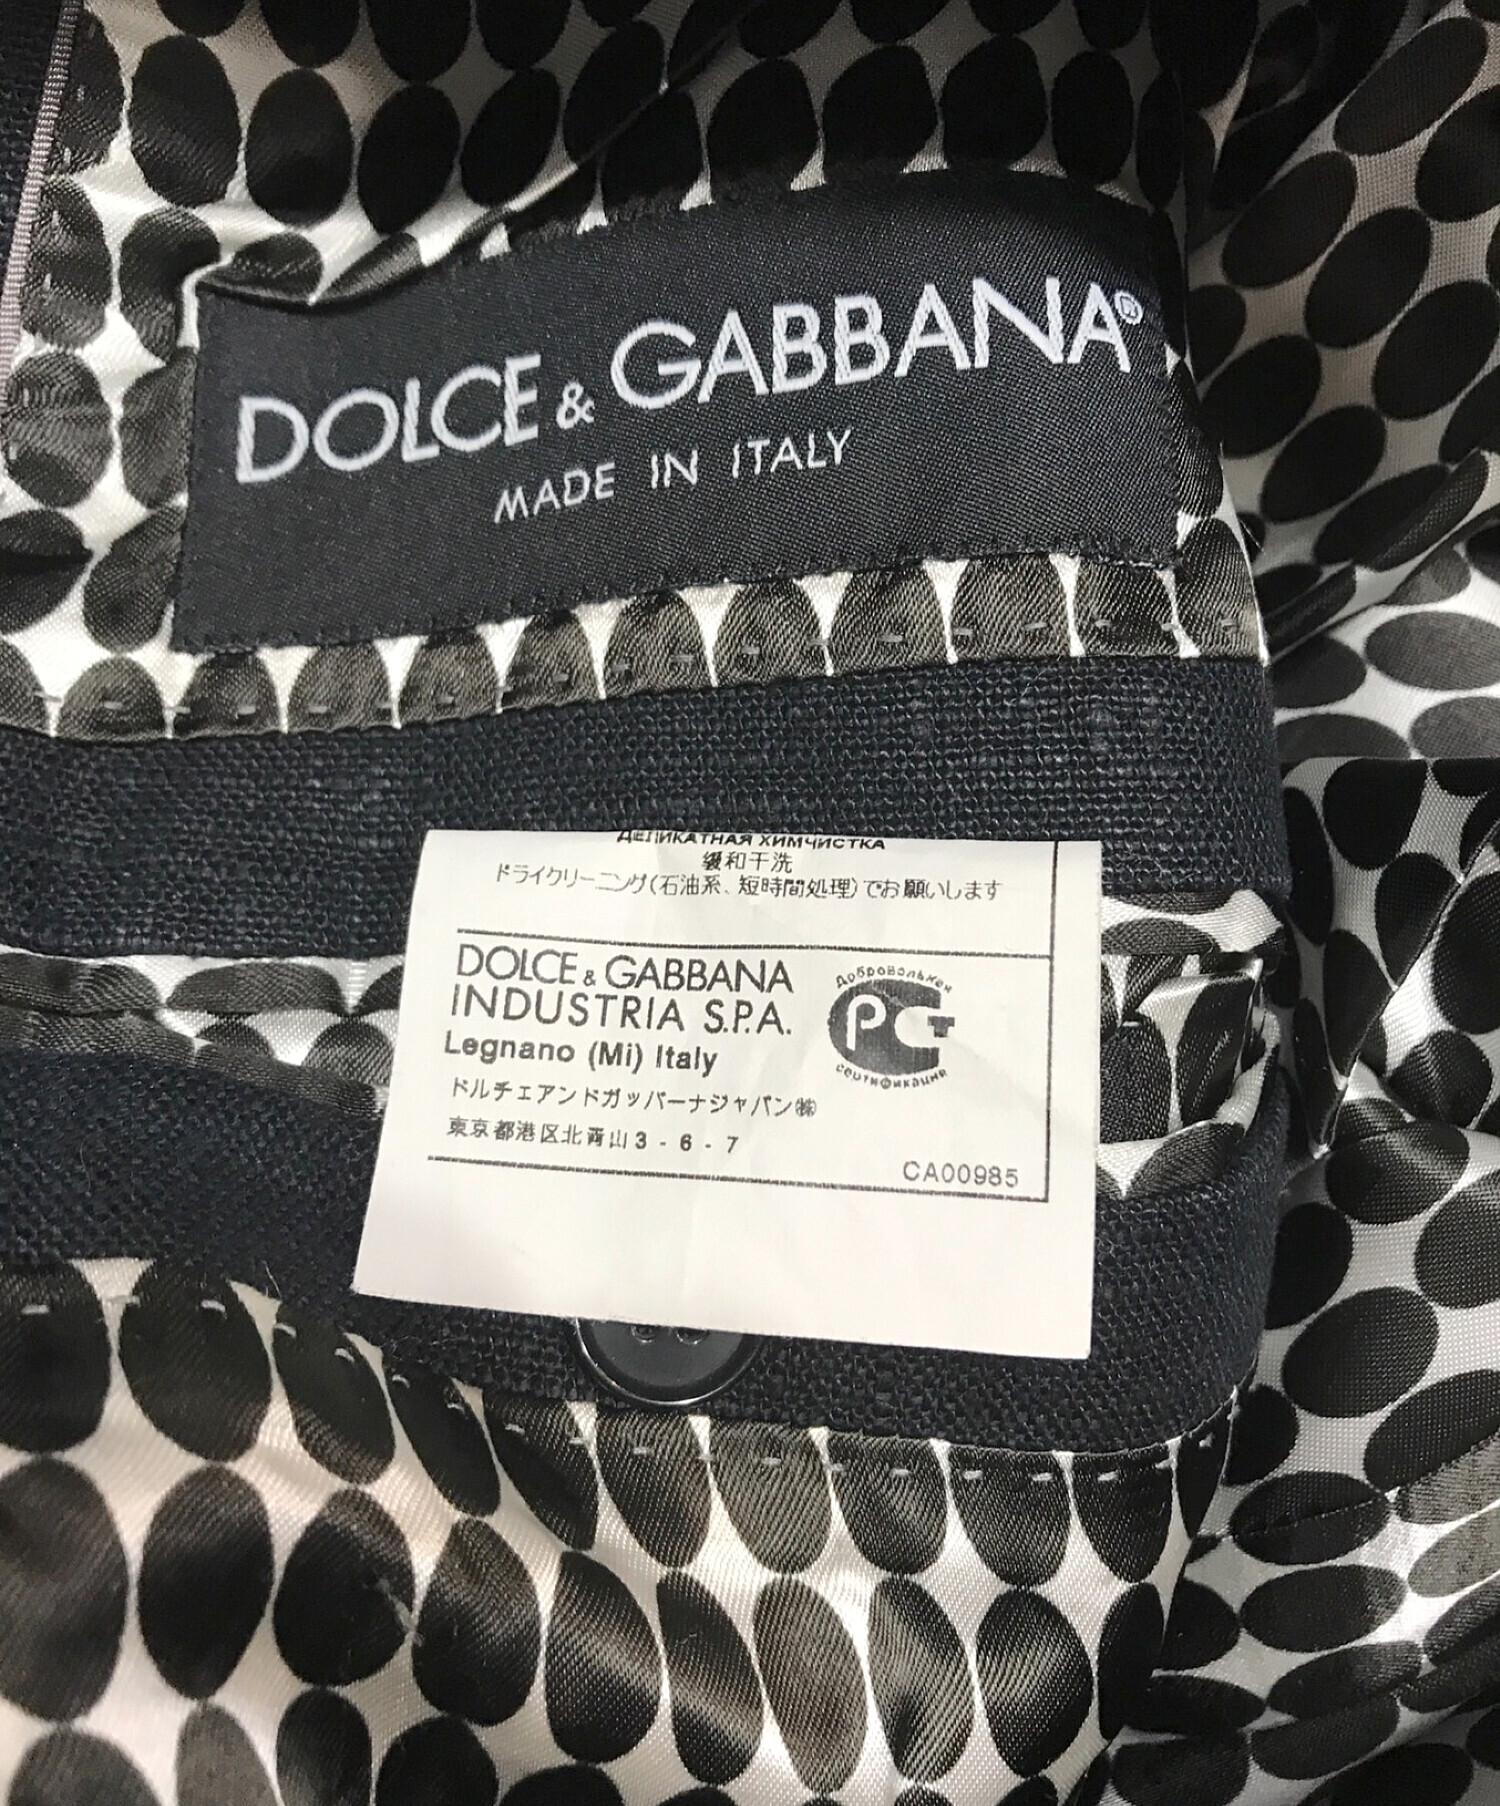 DOLCE & GABBANA®
MADE IN ITALY
ДЕЛИКАТНАЯ ХИМЧИСТКА
缓和干洗
ドライクリーニング(石油系、短時間処理)でお願いします
DOLCE & GABBANA
INDUSTRIA S.P.A.
Legnano (Mi) Italy
ドルチェアンドガッバーナジャパン㈱
東京都港区北青山3-6-7
Добровольная
РСТ
сертификация
CA00985